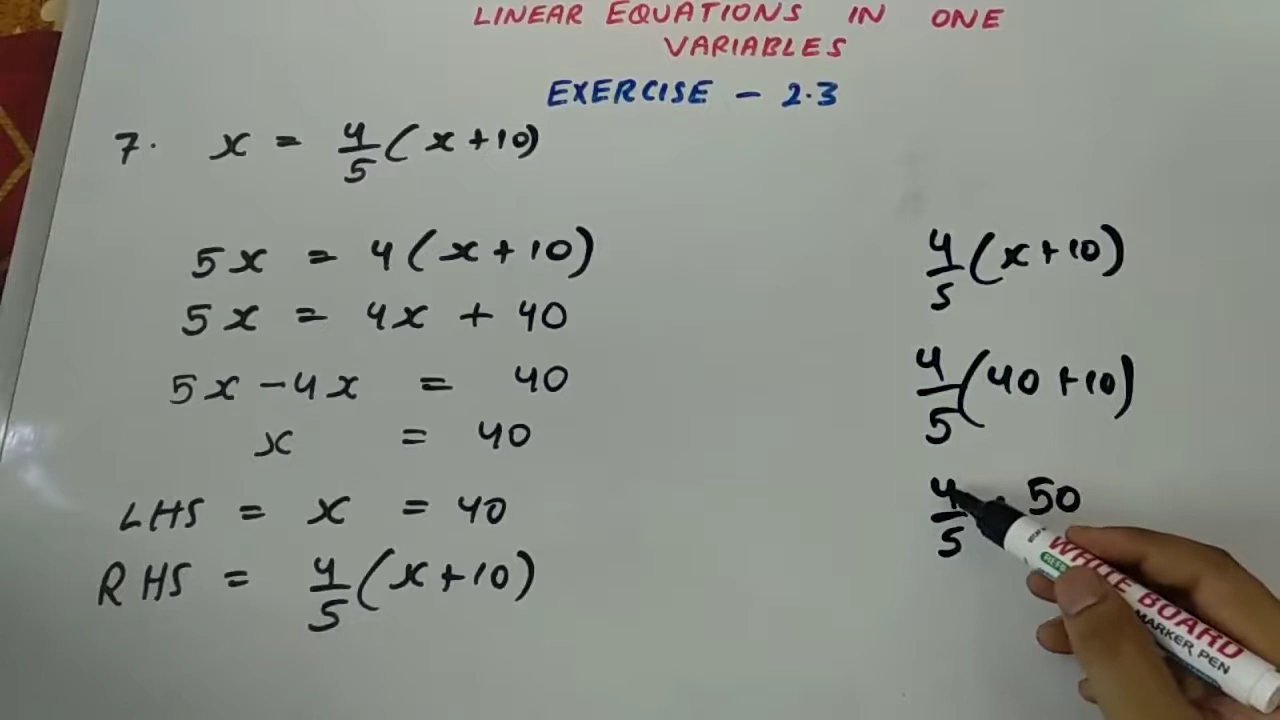 LINEAR EQUATIONS IN ONE
VARIABLES
EXERCISE - 2.3
7. x = 4/5 (x+10)
5x = 4(x+10)
5x = 4x + 40
5x - 4x = 40
x = 40
LHS = x = 40
RHS = 4/5 (x+10)
4/5 (x+10)
4/5 (40+10)
4/5 · 50
WHITE BOARD
MARKER PEN